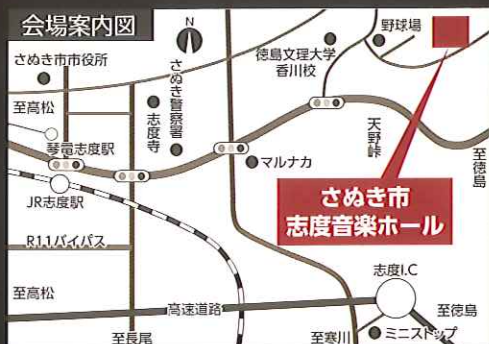 会場案内図
N
さぬき市市役所
至高松
琴電志度駅
JR志度駅
R11バイパス
至高松
志度寺
さぬき警察署
徳島文理大学
香川校
野球場
マルナカ
天野峠
至徳島
さぬき市
志度音楽ホール
志度I.C
高速道路
至徳島
至長尾
至寒川
ミニストップ